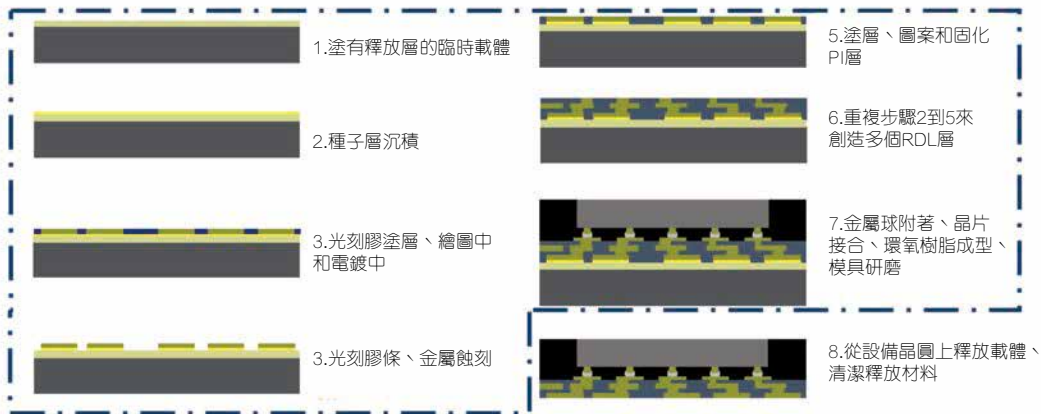 1.塗有釋放層的臨時載體
2.種子層沉積
3.光刻膠塗層、繪圖中
和電鍍中
3.光刻膠條、金屬蝕刻
5.塗層、圖案和固化
PI層
6.重複步驟2到5來
創造多個RDL層
7.金屬球附著、晶片
接合、環氧樹脂成型、
模具研磨
8.從設備晶圓上釋放載體、
清潔釋放材料